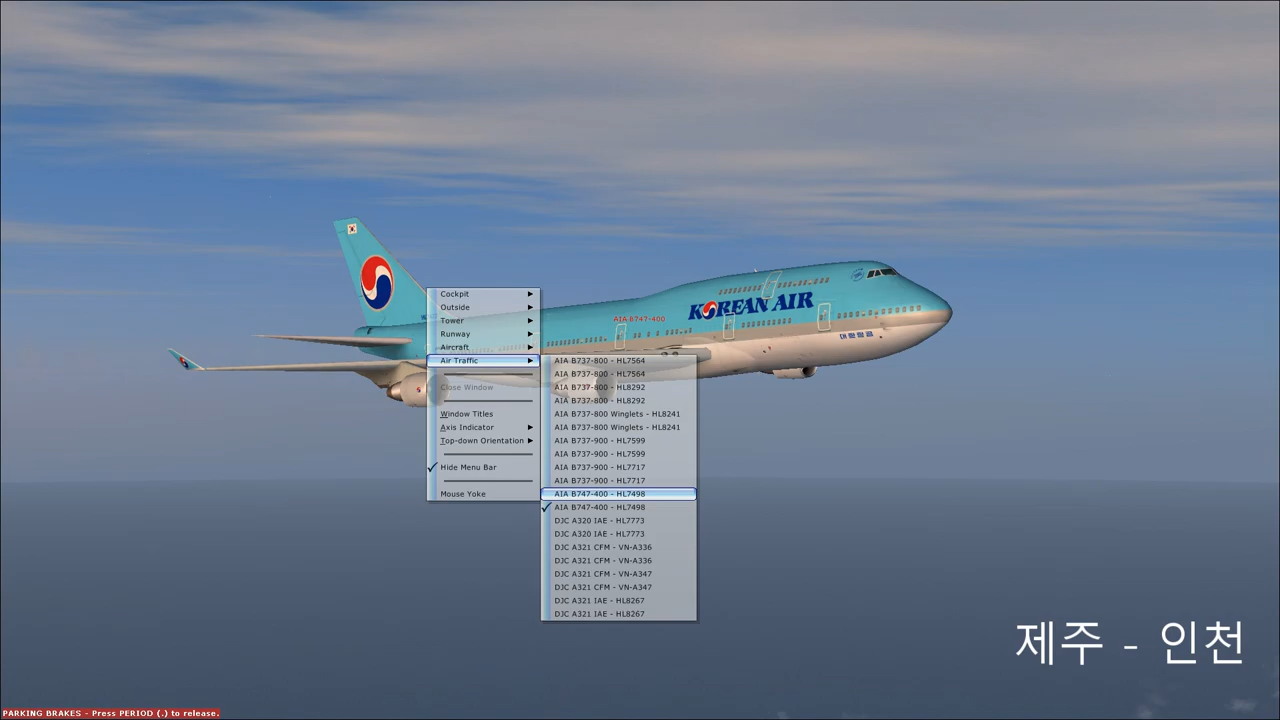 KOREAN AIR
대한항공
AIA B747-400
Cockpit
Outside
Tower
Runway
Aircraft
Air Traffic
Close Window
Window Titles
Axis Indicator
Top-down Orientation
Hide Menu Bar
Mouse Yoke
AIA B737-800 - HL7564
AIA B737-800 - HL7564
AIA B737-800 - HL8292
AIA B737-800 - HL8292
AIA B737-800 Winglets - HL8241
AIA B737-800 Winglets - HL8241
AIA B737-900 - HL7599
AIA B737-900 - HL7599
AIA B737-900 - HL7717
AIA B737-900 - HL7717
AIA B747-400 - HL7498
AIA B747-400 - HL7498
DJC A320 IAE - HL7773
DJC A320 IAE - HL7773
DJC A321 CFM - VN-A336
DJC A321 CFM - VN-A336
DJC A321 CFM - VN-A347
DJC A321 CFM - VN-A347
DJC A321 IAE - HL8267
DJC A321 IAE - HL8267
제주 - 인천
PARKING BRAKES - Press PERIOD (.) to release.